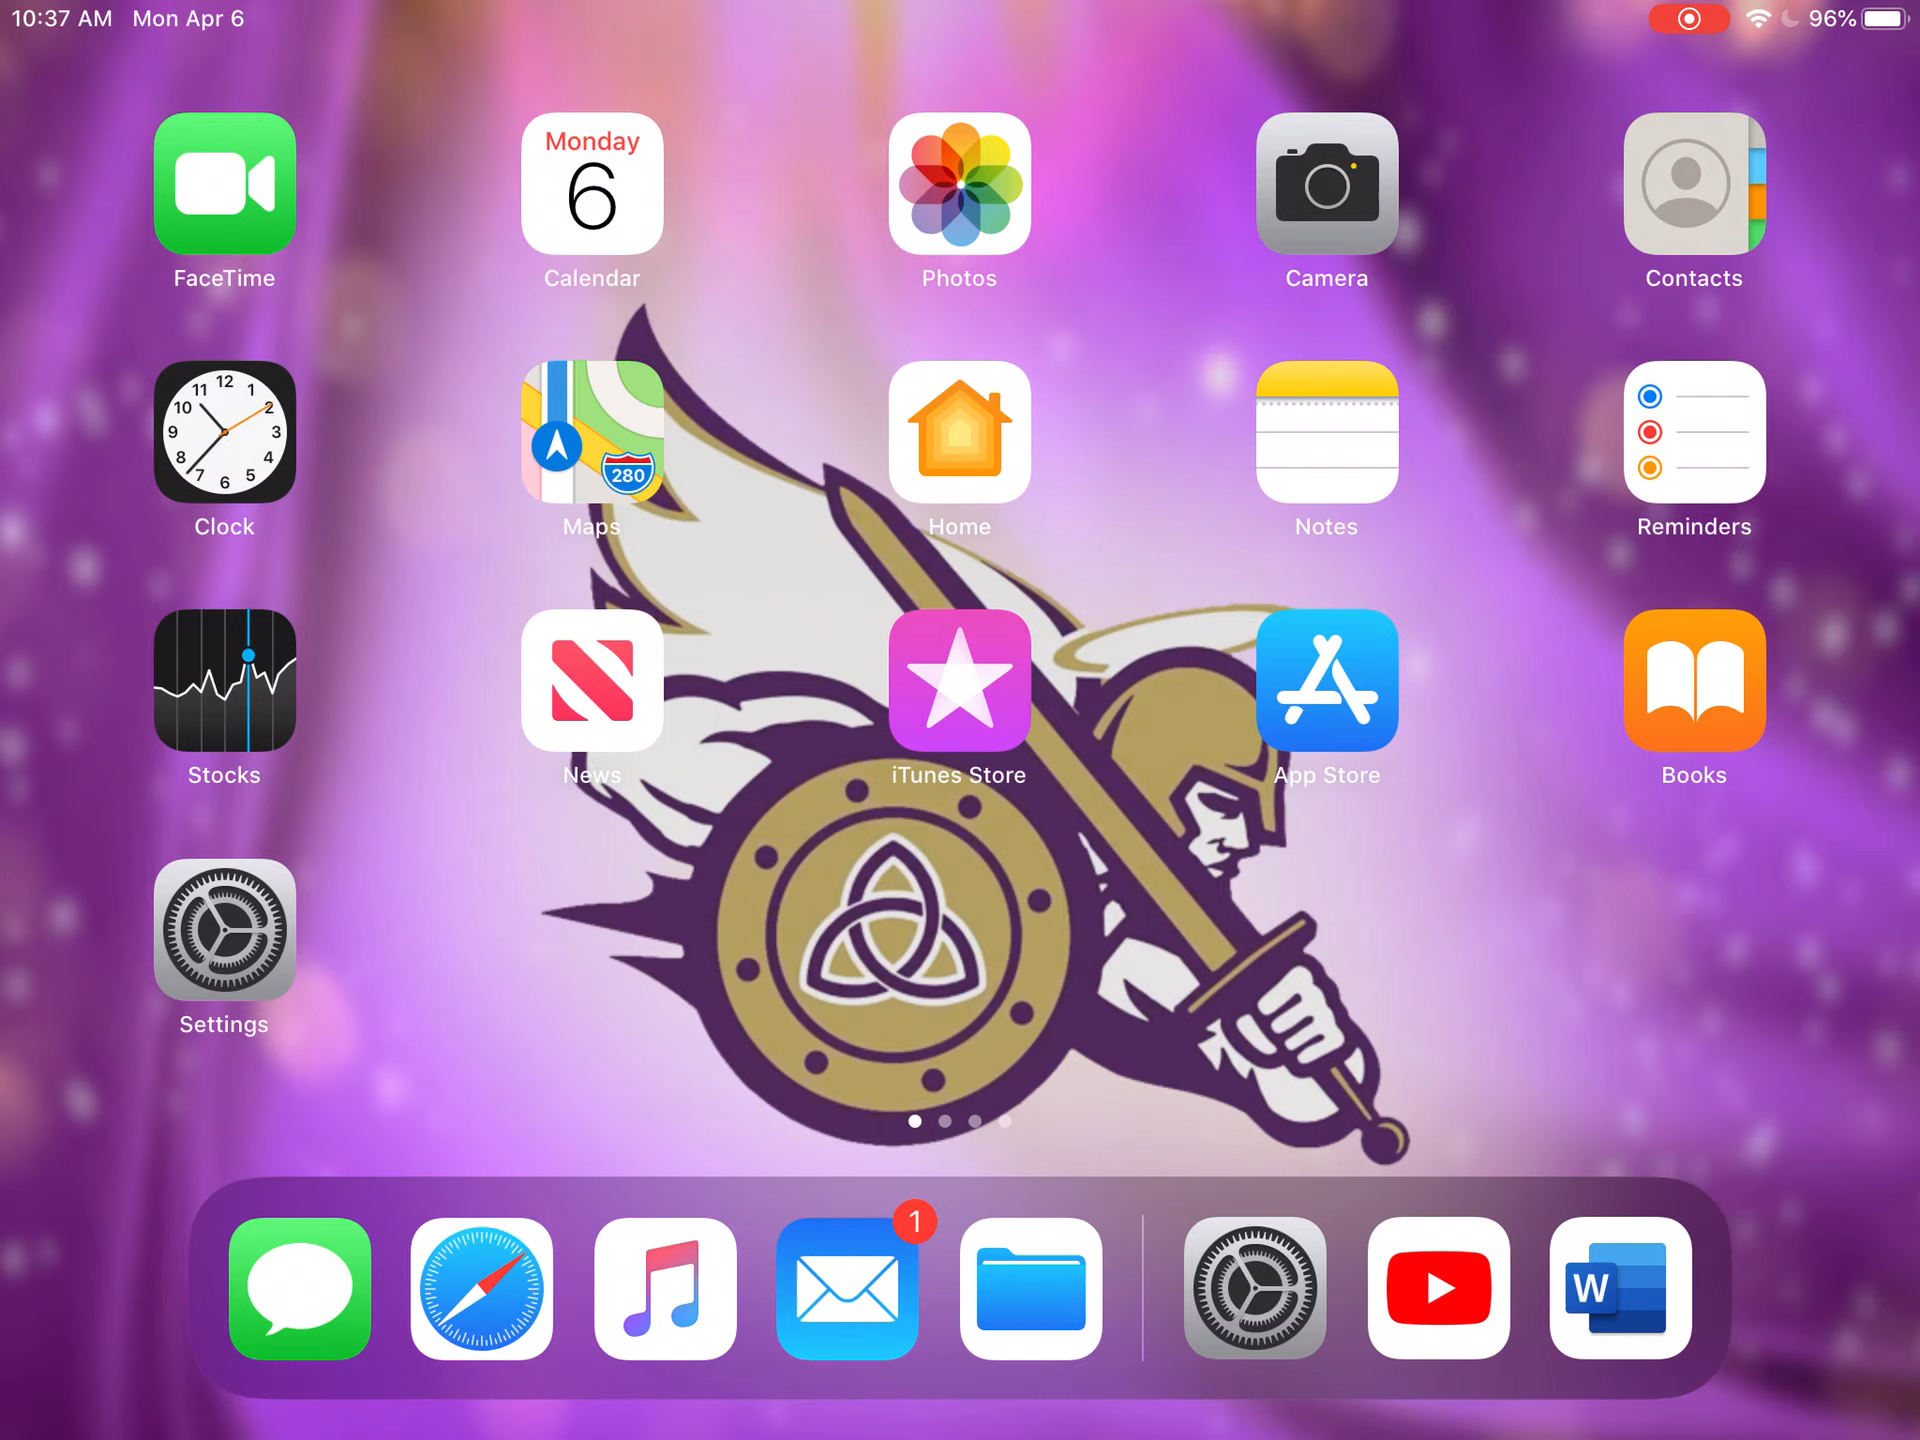 10:37 AM Mon Apr 6
96%
Monday
6
FaceTime
Calendar
Photos
Camera
Contacts
12
11 1
10 2
9 3
8 4
7 5
6
280
Clock
Maps
Home
Notes
Reminders
Stocks
News
iTunes Store
App Store
Books
Settings
1
W